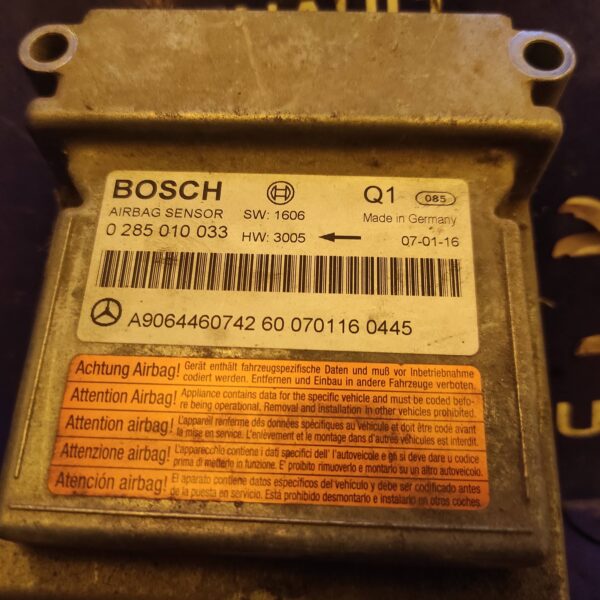 BOSCH
Q1 085
AIRBAG SENSOR SW: 1606 Made in Germany
0 285 010 033 HW: 3005 07-01-16
A9064460742 60 070116 0445
Achtung Airbag! Gerät enthält fahrzeugspezifische Daten und muß vor Inbetriebnahme
codiert werden. Entfernen und Einbau in andere Fahrzeuge verboten.
Attention Airbag! Appliance contains data for the specific vehicle and must be coded befo-
re being operational. Removal and installation In other vehicles prohibited.
Attention airbag! L'appareil renferme dés données spécifiques au véhicule et doit être codé avant
la mise en service. L'enlèvement et le montage dans d'autres véhicules est interdit.
Attenzione airbag! L'apparecchio contiene i dati specifici dell' l'autoveicolo e gli si deve dare u codice
prima di metterlo in funzione. E' proibito rimuoverlo e montarlo su un altro autoveicolo.
Atención airbag! El aparato contiene datos específicos del vehículo y debe ser codificado antes
de la puesta en servicio. Está prohibido desmontarlo e instalarlo en otros coches